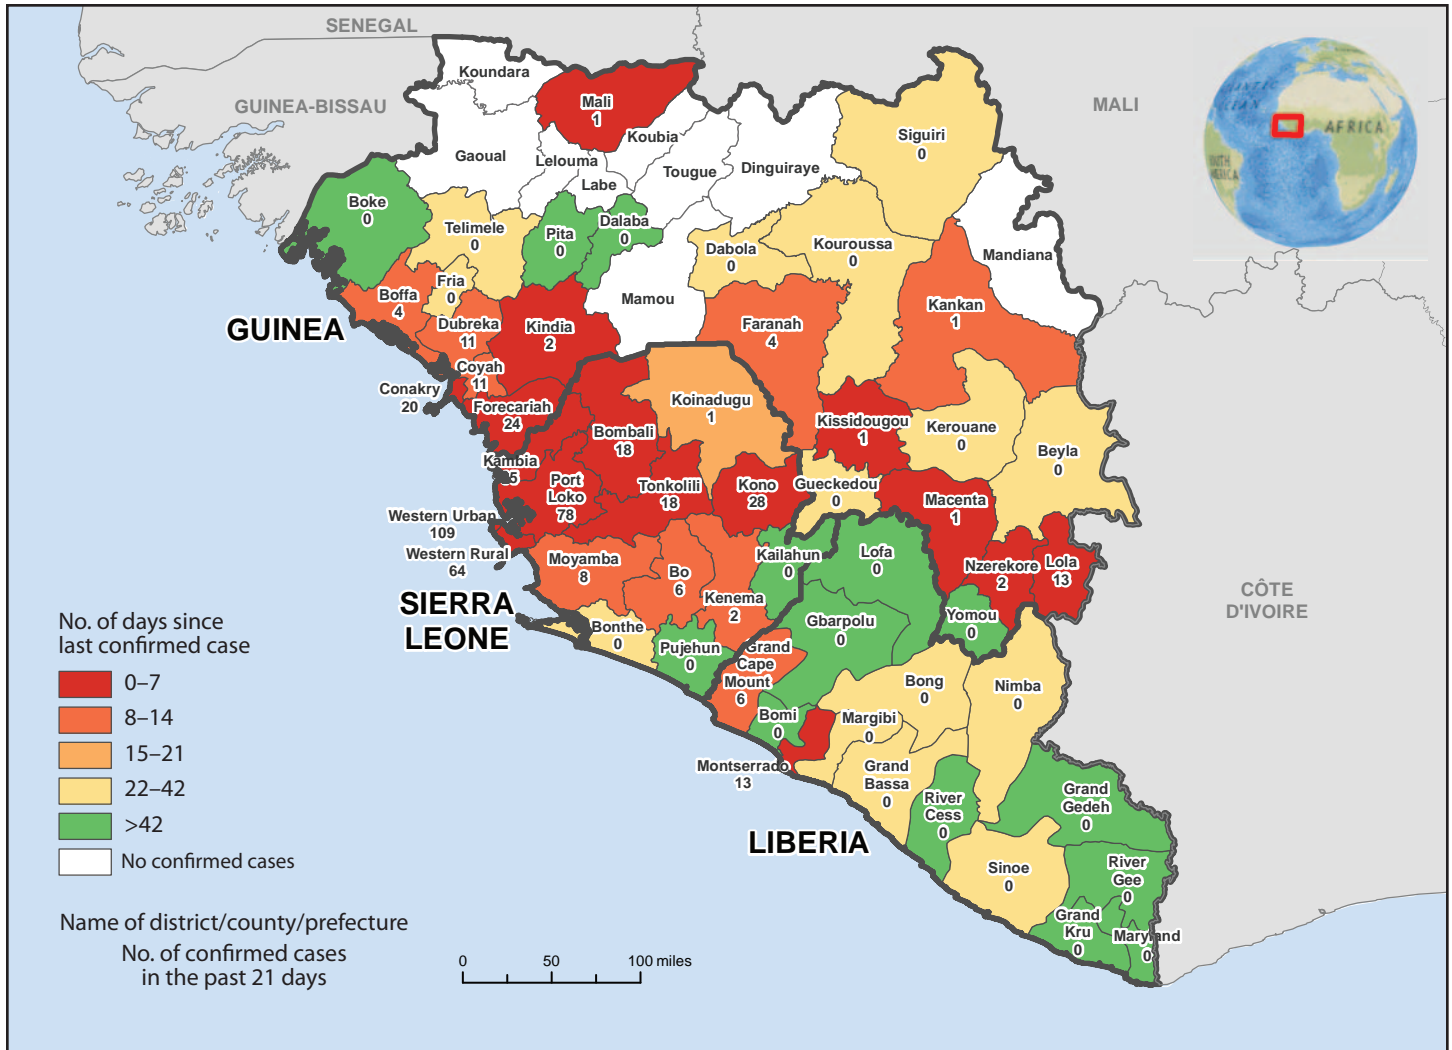 SENEGAL
GUINEA-BISSAU
MALI
CÔTE
D'IVOIRE
Koundara
Mali
1
Koubia
Gaoual
Lelouma
Labe
Tougue
Dinguiraye
Siguiri
0
Boke
0
Telimele
0
Pita
0
Dalaba
0
Dabola
0
Kouroussa
0
Mandiana
Fria
0
Boffa
4
Mamou
Kankan
1
GUINEA
Dubreka
11
Kindia
2
Faranah
4
Coyah
11
Conakry
20
Forecariah
24
Koinadugu
1
Kissidougou
1
Kerouane
0
Beyla
0
Bombali
18
Kambia
Port
Loko
78
Tonkolili
18
Kono
28
Gueckedou
0
Macenta
1
Western Urban
109
Western Rural
64
Moyamba
8
Bo
6
Kailahun
0
Lofa
0
Nzerekore
2
Lola
13
Kenema
2
Yomou
0
SIERRA
LEONE
Bonthe
0
Pujehun
0
Gbarpolu
0
Grand
Cape
Mount
6
Bong
0
Nimba
0
Bomi
0
Margibi
0
Montserrado
13
Grand
Bassa
0
River
Cess
0
Grand
Gedeh
0
LIBERIA
Sinoe
0
River
Gee
0
Grand
Kru
0
Maryland
0
No. of days since
last confirmed case
0–7
8–14
15–21
22–42
>42
No confirmed cases
Name of district/county/prefecture
No. of confirmed cases
in the past 21 days
0 50 100 miles
AFRICA